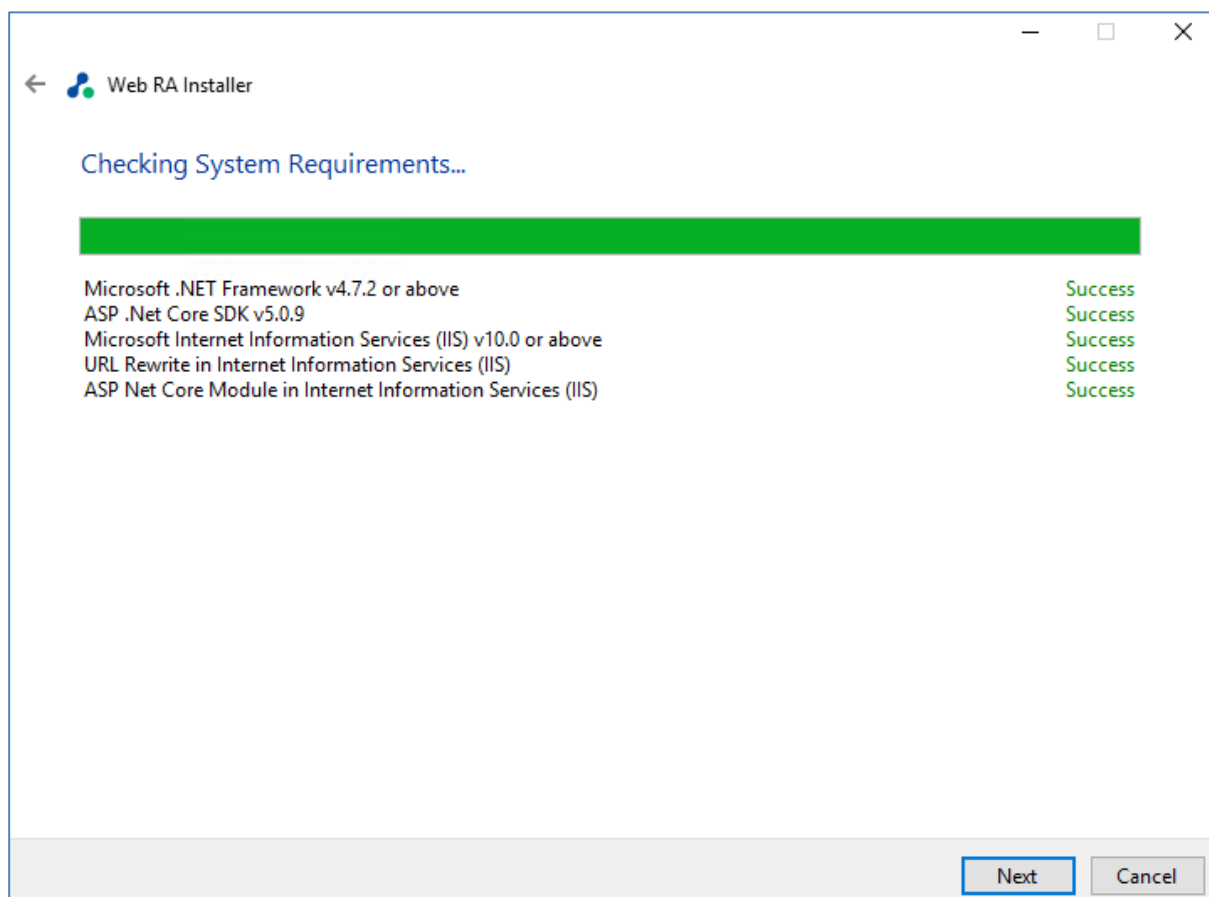 Web RA Installer
Checking System Requirements...
Microsoft .NET Framework v4.7.2 or above Success
ASP .Net Core SDK v5.0.9 Success
Microsoft Internet Information Services (IIS) v10.0 or above Success
URL Rewrite in Internet Information Services (IIS) Success
ASP Net Core Module in Internet Information Services (IIS) Success
Next Cancel